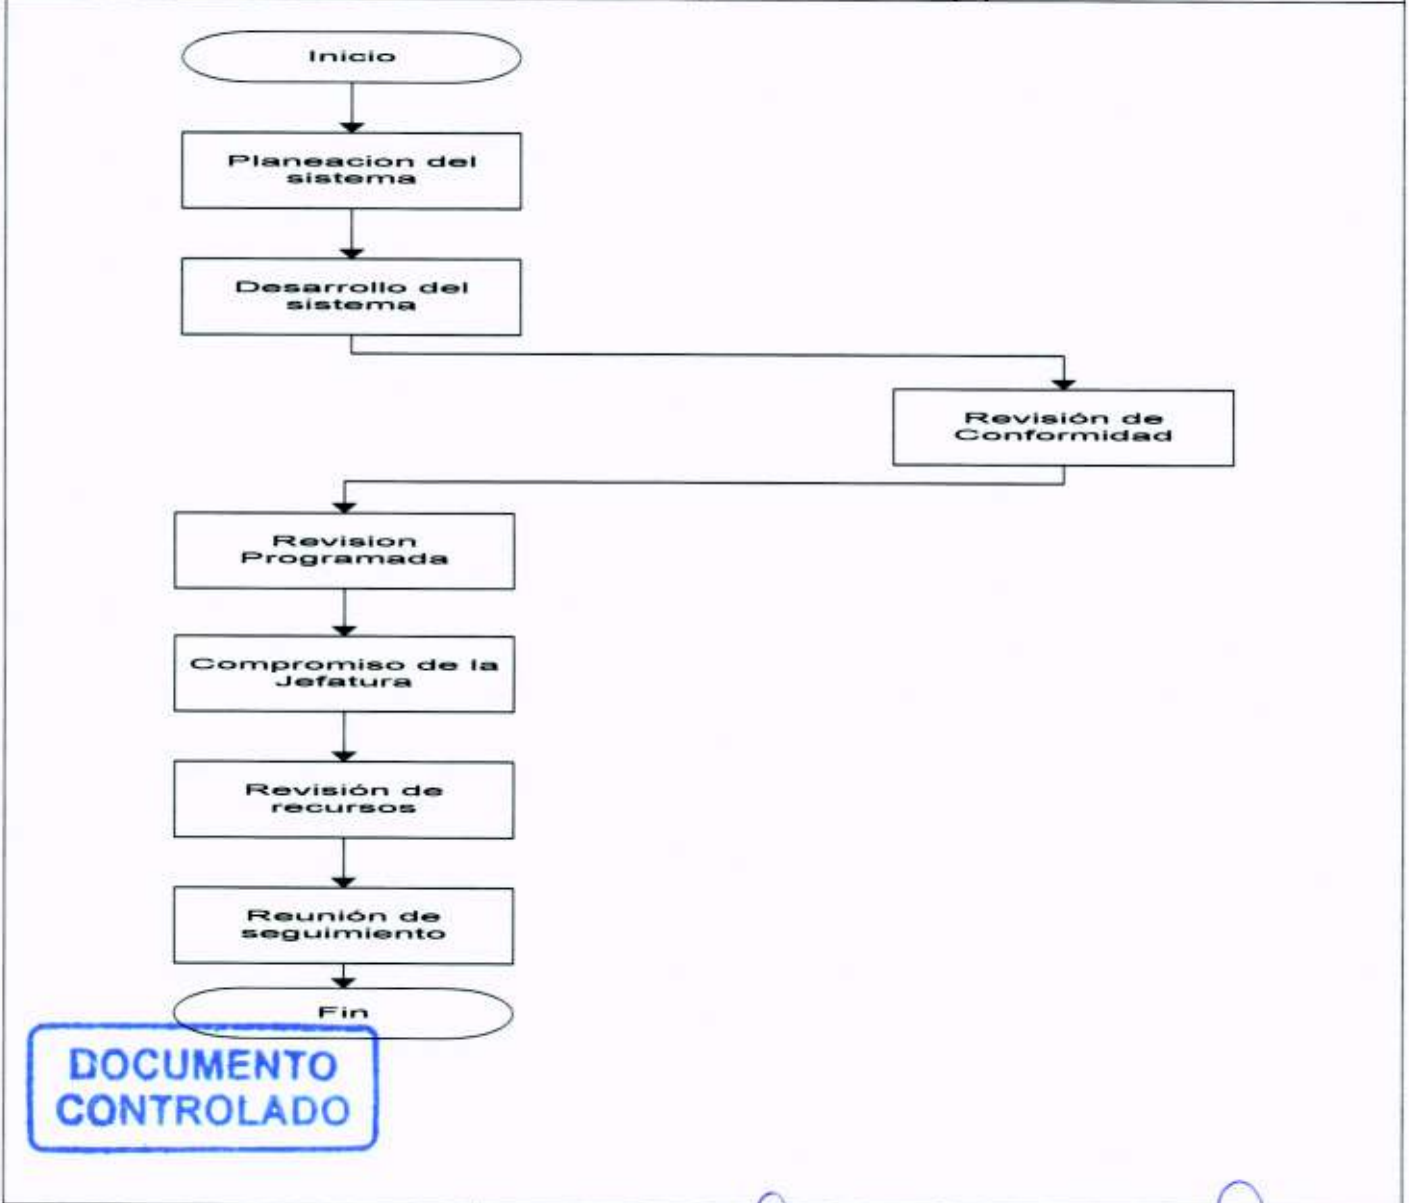 Inicio
Planeacion del
sistema
Desarrollo del
sistema
Revisión de
Conformidad
Revision
Programada
Compromiso de la
Jefatura
Revisión de
recursos
Reunión de
seguimiento
Fin
DOCUMENTO
CONTROLADO